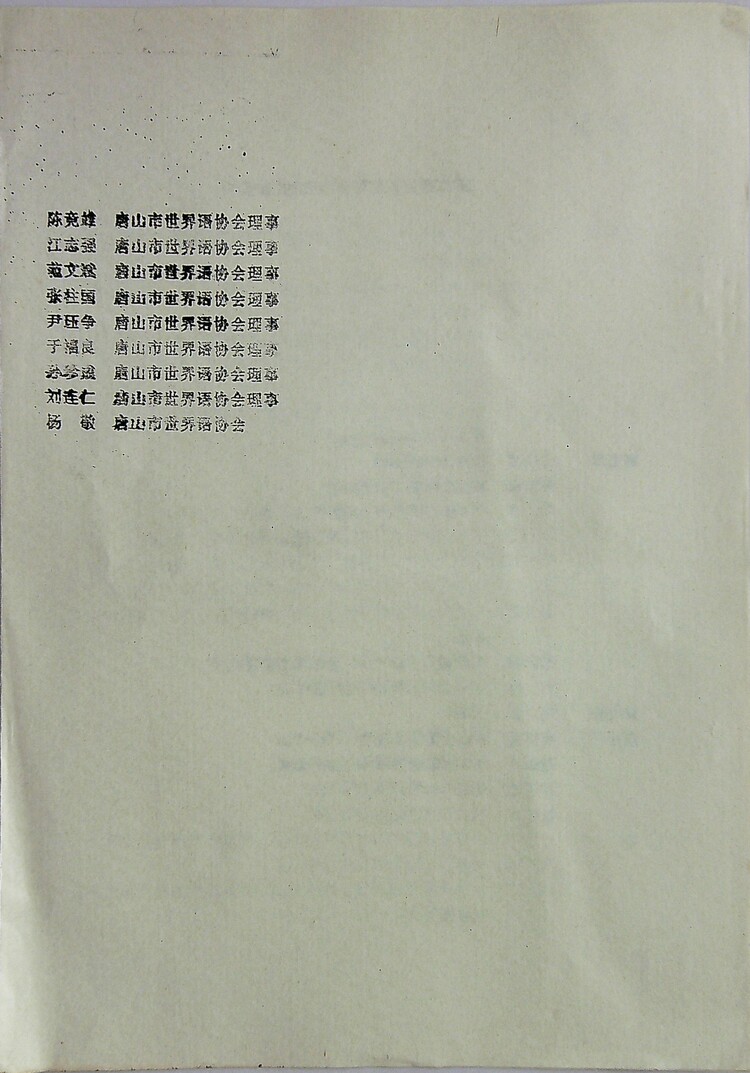 陈竞雄 唐山市世界语协会理事
江志强 唐山市世界语协会理事
范文斌 唐山市世界语协会理事
张柱国 唐山市世界语协会理事
尹珏争 唐山市世界语协会理事
于福良 唐山市世界语协会理事
唐山市世界语协会理事
刘连仁 唐山市世界语协会理事
杨 敏 唐山市世界语协会